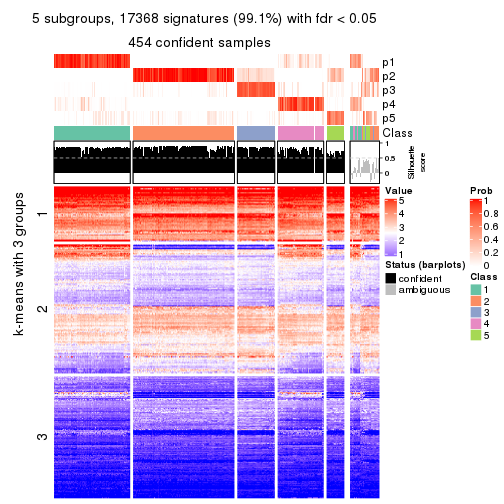 5 subgroups, 17368 signatures (99.1%) with fdr < 0.05
454 confident samples
p1
p2
p3
p4
p5
Class
1
0.5
0
Silhouette
score
k-means with 3 groups
1
2
3
Value
5
4
3
2
1
Status (barplots)
confident
ambiguous
Prob
1
0.8
0.6
0.4
0.2
0
Class
1
2
3
4
5